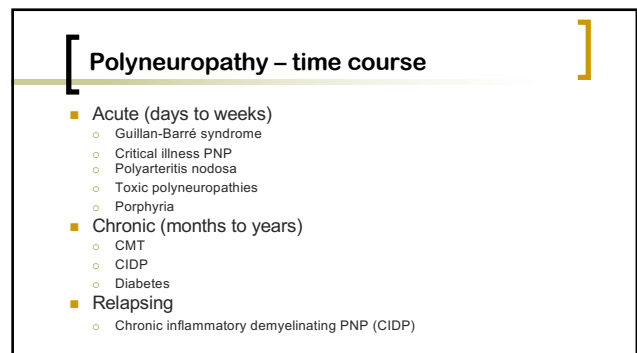 Polyneuropathy – time course
Acute (days to weeks)
Guillan-Barré syndrome
Critical illness PNP
Polyarteritis nodosa
Toxic polyneuropathies
Porphyria
Chronic (months to years)
CMT
CIDP
Diabetes
Relapsing
Chronic inflammatory demyelinating PNP (CIDP)